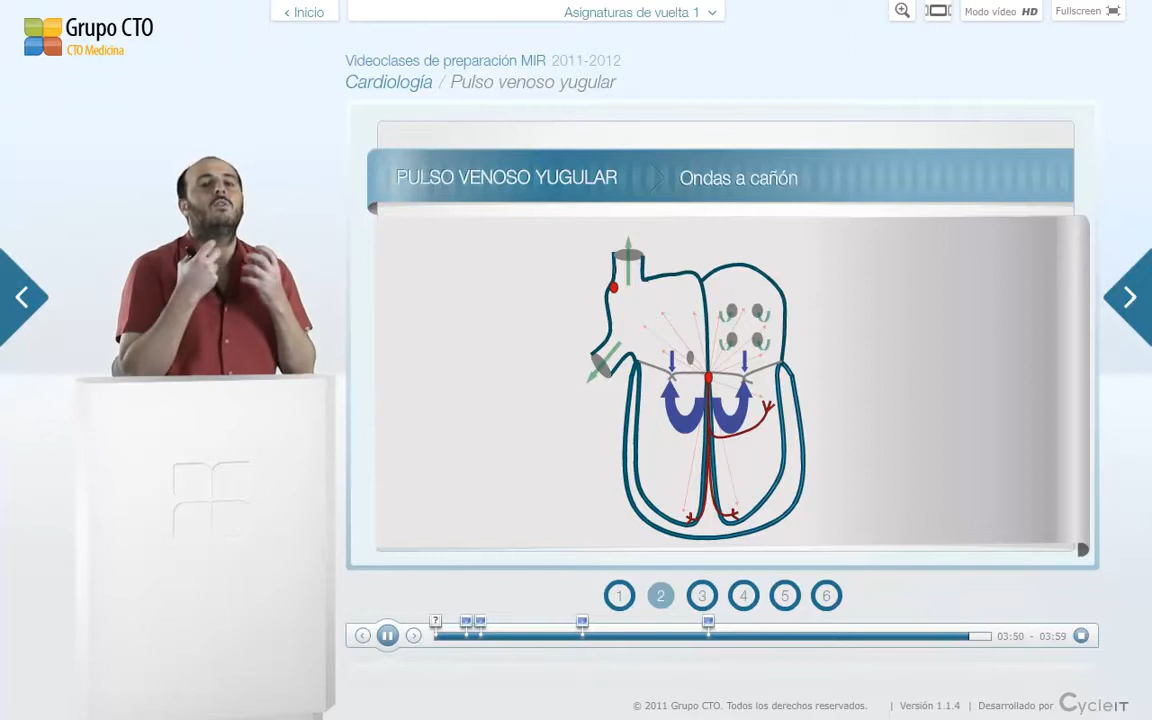 Grupo CTO
CTO Medicina
‹ Inicio
Asignaturas de vuelta 1
Modo vídeo HD
Fullscreen
Videoclases de preparación MIR 2011-2012
Cardiología / Pulso venoso yugular
PULSO VENOSO YUGULAR
Ondas a cañón
1 2 3 4 5 6
?
03:50 - 03:59
© 2011 Grupo CTO. Todos los derechos reservados. | Versión 1.1.4 | Desarrollado por CycleIT